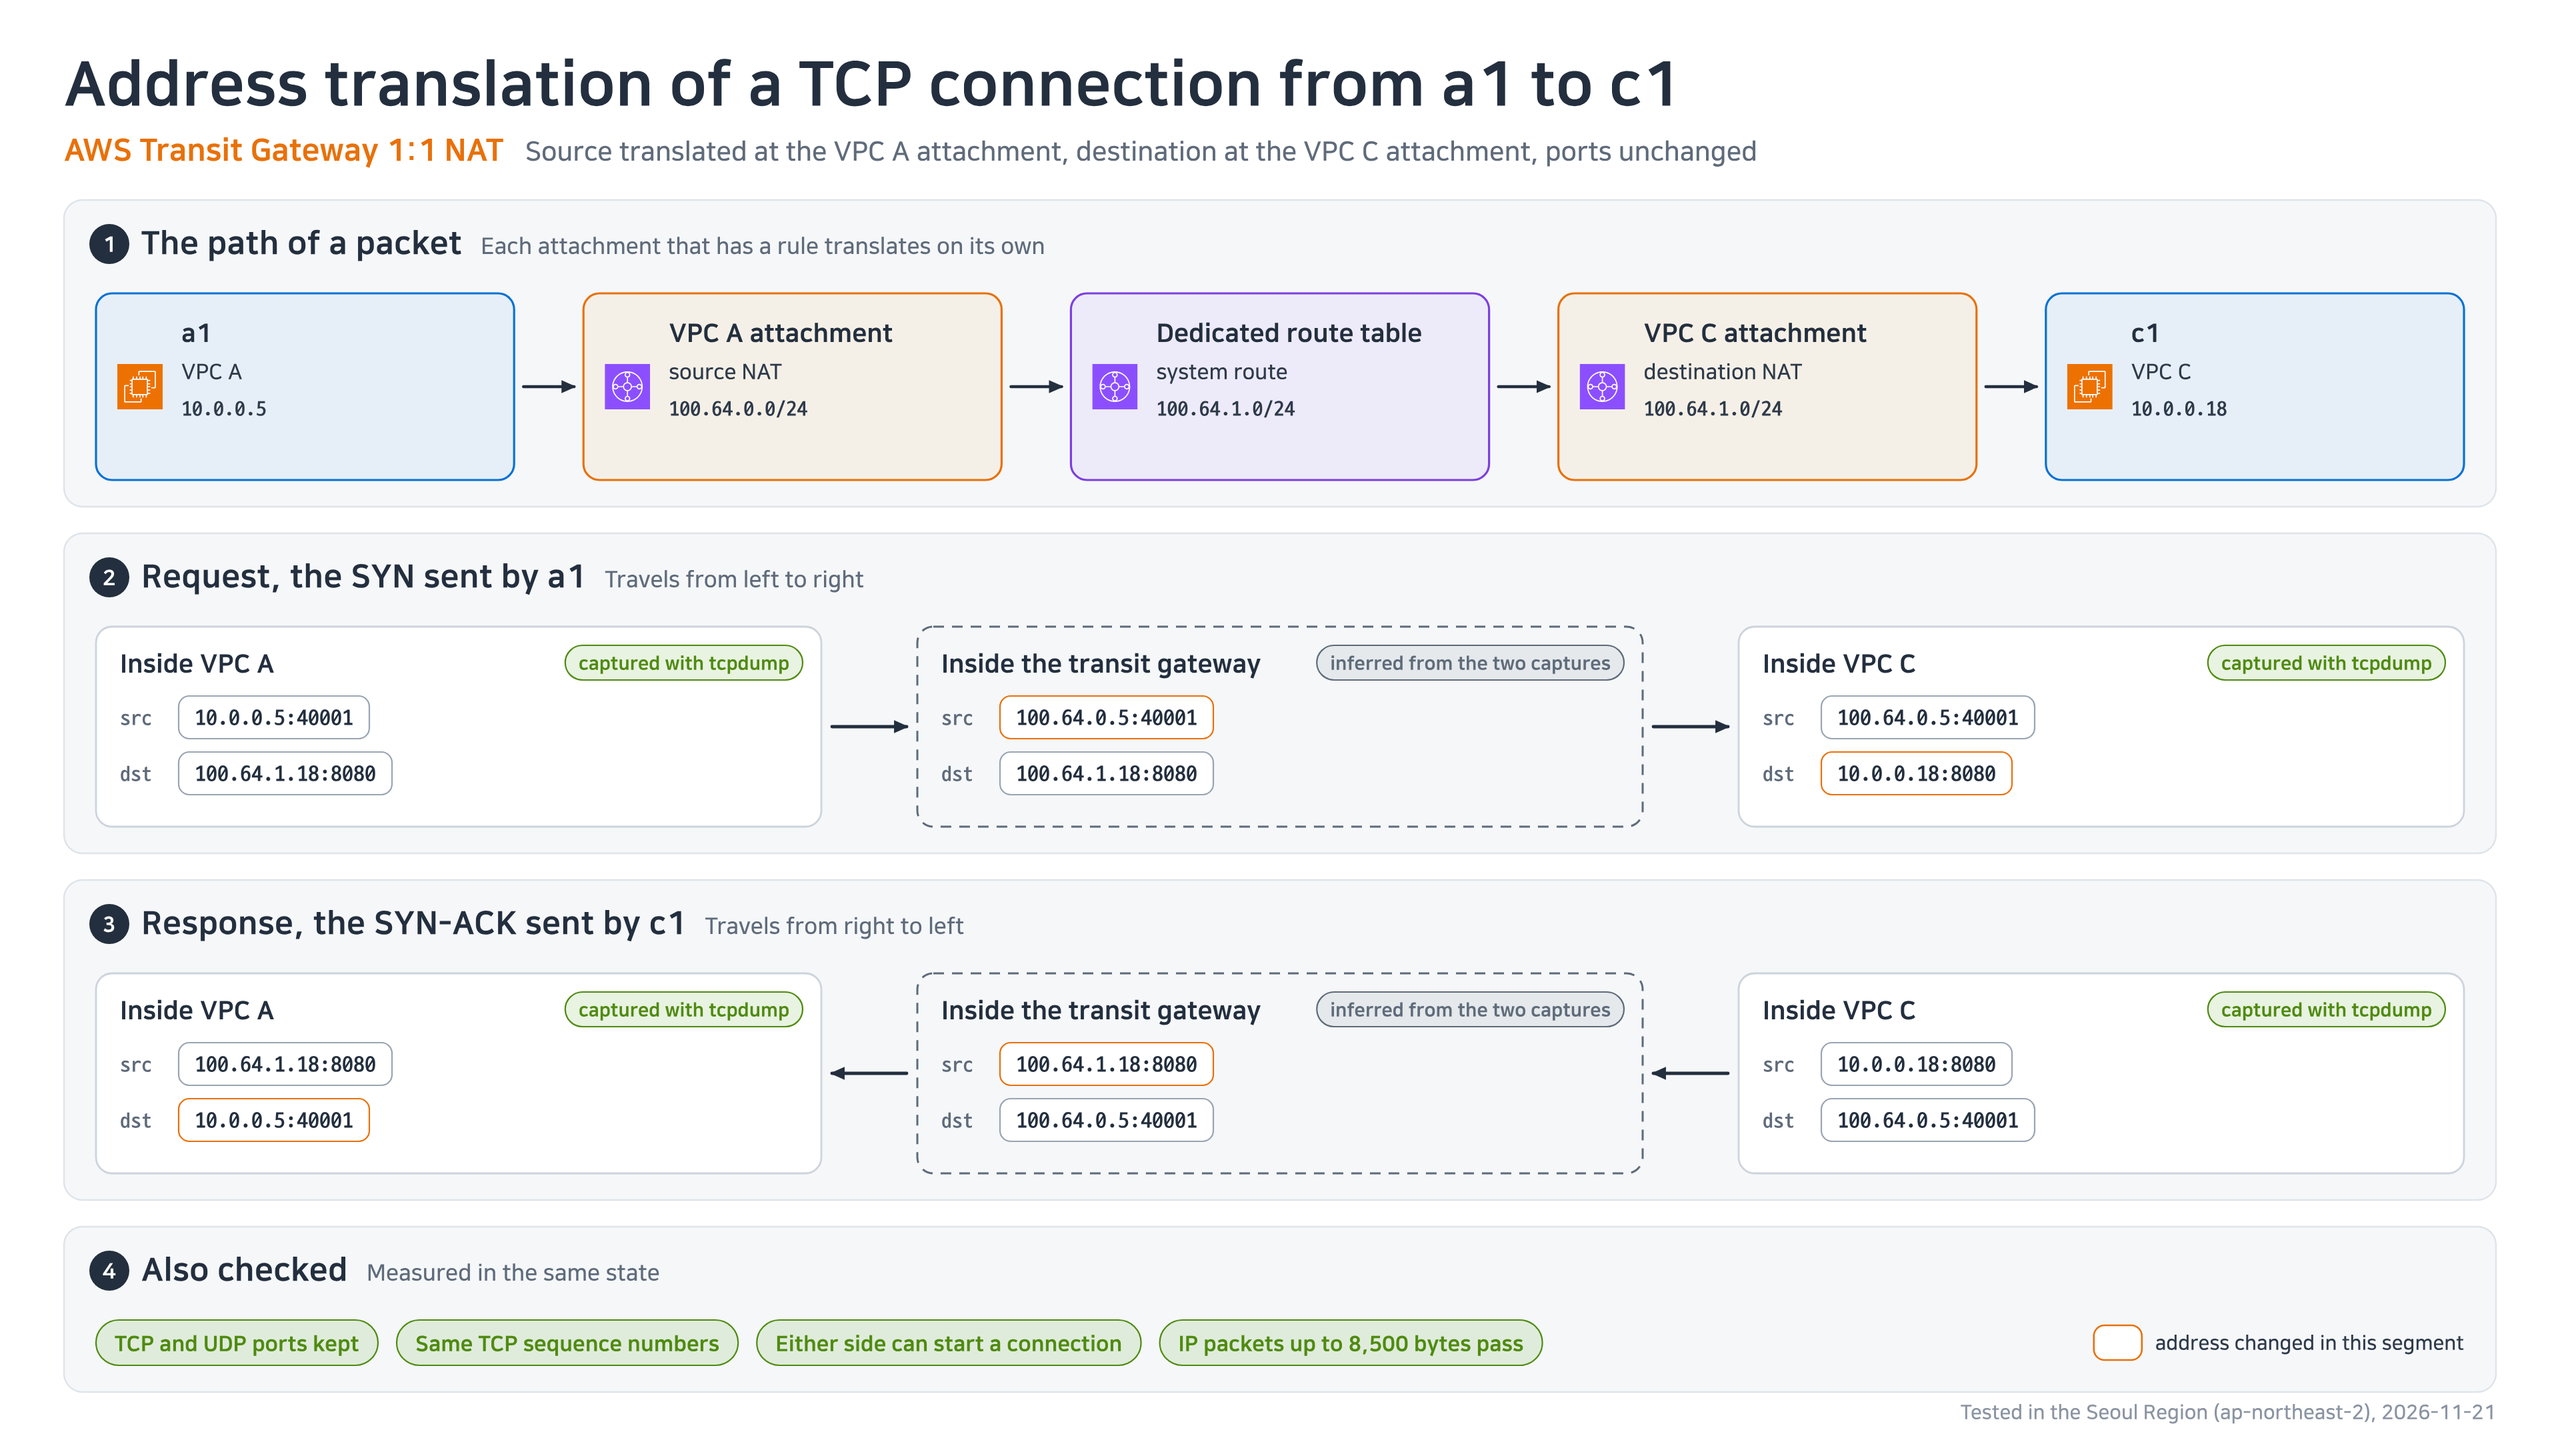 Address translation of a TCP connection from a1 to c1
AWS Transit Gateway 1:1 NAT Source translated at the VPC A attachment, destination at the VPC C attachment, ports unchanged
1 The path of a packet Each attachment that has a rule translates on its own
a1
VPC A
10.0.0.5
VPC A attachment
source NAT
100.64.0.0/24
Dedicated route table
system route
100.64.1.0/24
VPC C attachment
destination NAT
100.64.1.0/24
c1
VPC C
10.0.0.18
2 Request, the SYN sent by a1 Travels from left to right
Inside VPC A captured with tcpdump
src 10.0.0.5:40001
dst 100.64.1.18:8080
Inside the transit gateway inferred from the two captures
src 100.64.0.5:40001
dst 100.64.1.18:8080
Inside VPC C captured with tcpdump
src 100.64.0.5:40001
dst 10.0.0.18:8080
3 Response, the SYN-ACK sent by c1 Travels from right to left
Inside VPC A captured with tcpdump
src 100.64.1.18:8080
dst 10.0.0.5:40001
Inside the transit gateway inferred from the two captures
src 100.64.1.18:8080
dst 100.64.0.5:40001
Inside VPC C captured with tcpdump
src 10.0.0.18:8080
dst 100.64.0.5:40001
4 Also checked Measured in the same state
TCP and UDP ports kept Same TCP sequence numbers Either side can start a connection IP packets up to 8,500 bytes pass address changed in this segment
Tested in the Seoul Region (ap-northeast-2), 2026-11-21